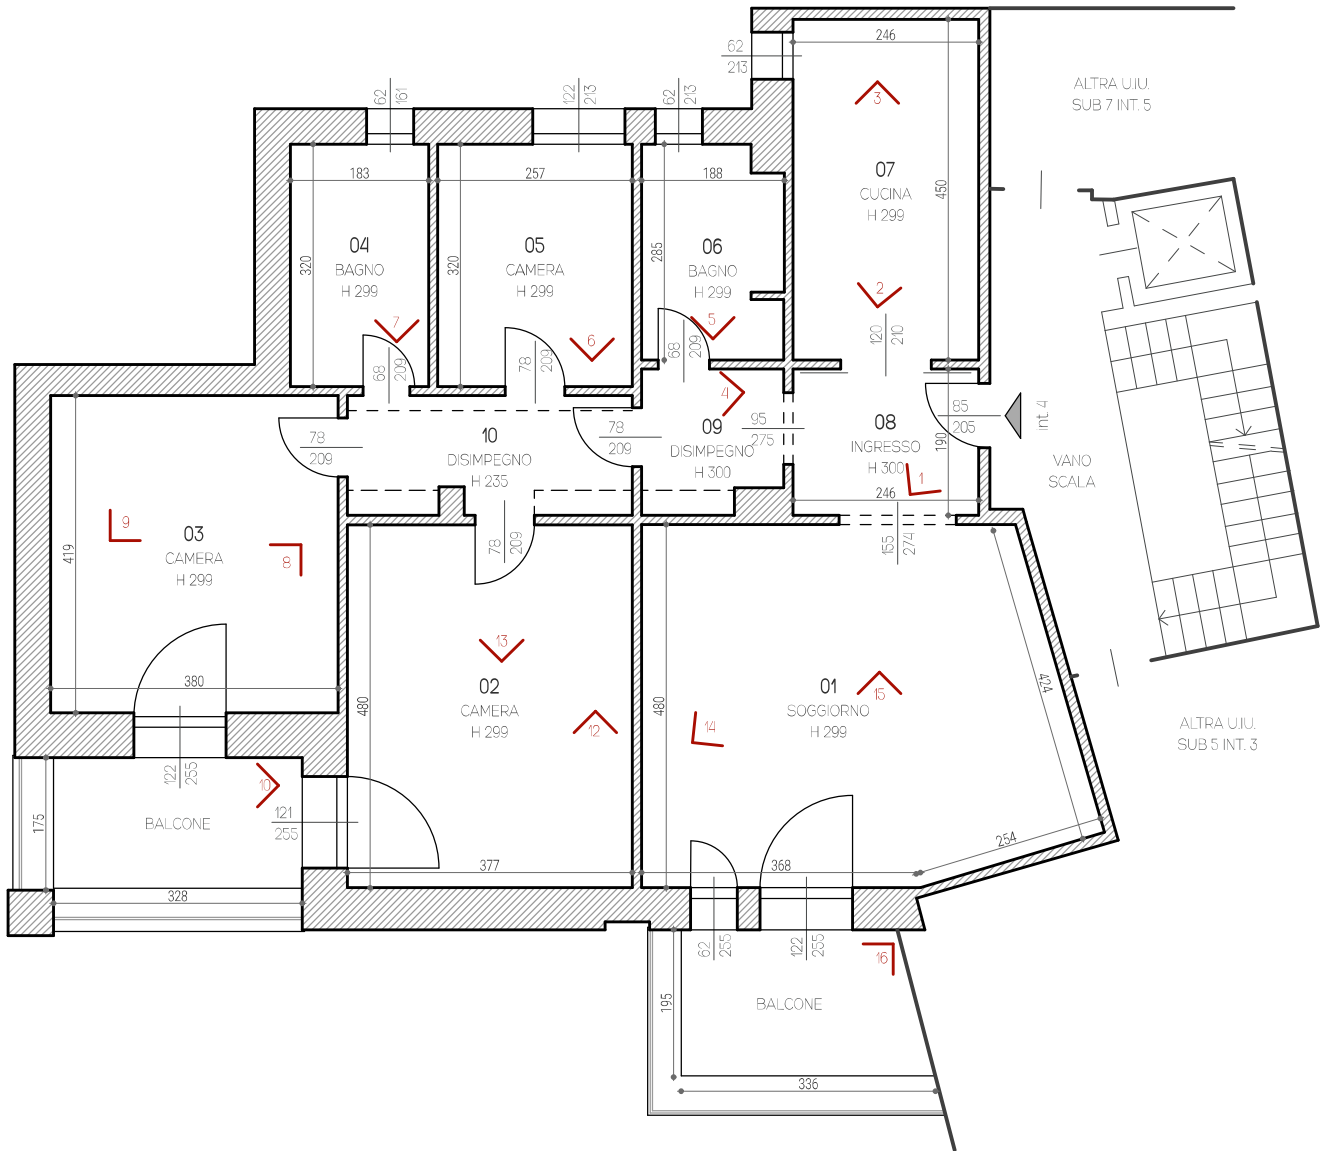 246
62
213
3
ALTRA U.I.U.
SUB 7 INT. 5
62
161
122
213
62
213
183
257
188
07
CUCINA
H 299
450
04
BAGNO
H 299
320
05
CAMERA
H 299
320
06
BAGNO
H 299
285
2
7
6
5
120
210
68
209
78
209
68
209
4
85
205
int. 4
78
209
10
DISIMPEGNO
H 235
78
209
09
DISIMPEGNO
H 300
95
275
08
INGRESSO
H 300
190
1
246
VANO
SCALA
9
03
CAMERA
H 299
8
419
78
209
155
274
13
380
480
02
CAMERA
H 299
12
480
01
SOGGIORNO
H 299
15
14
424
ALTRA U.I.U.
SUB 5 INT. 3
122
255
10
175
BALCONE
121
255
377
368
254
328
62
255
122
255
16
195
BALCONE
336